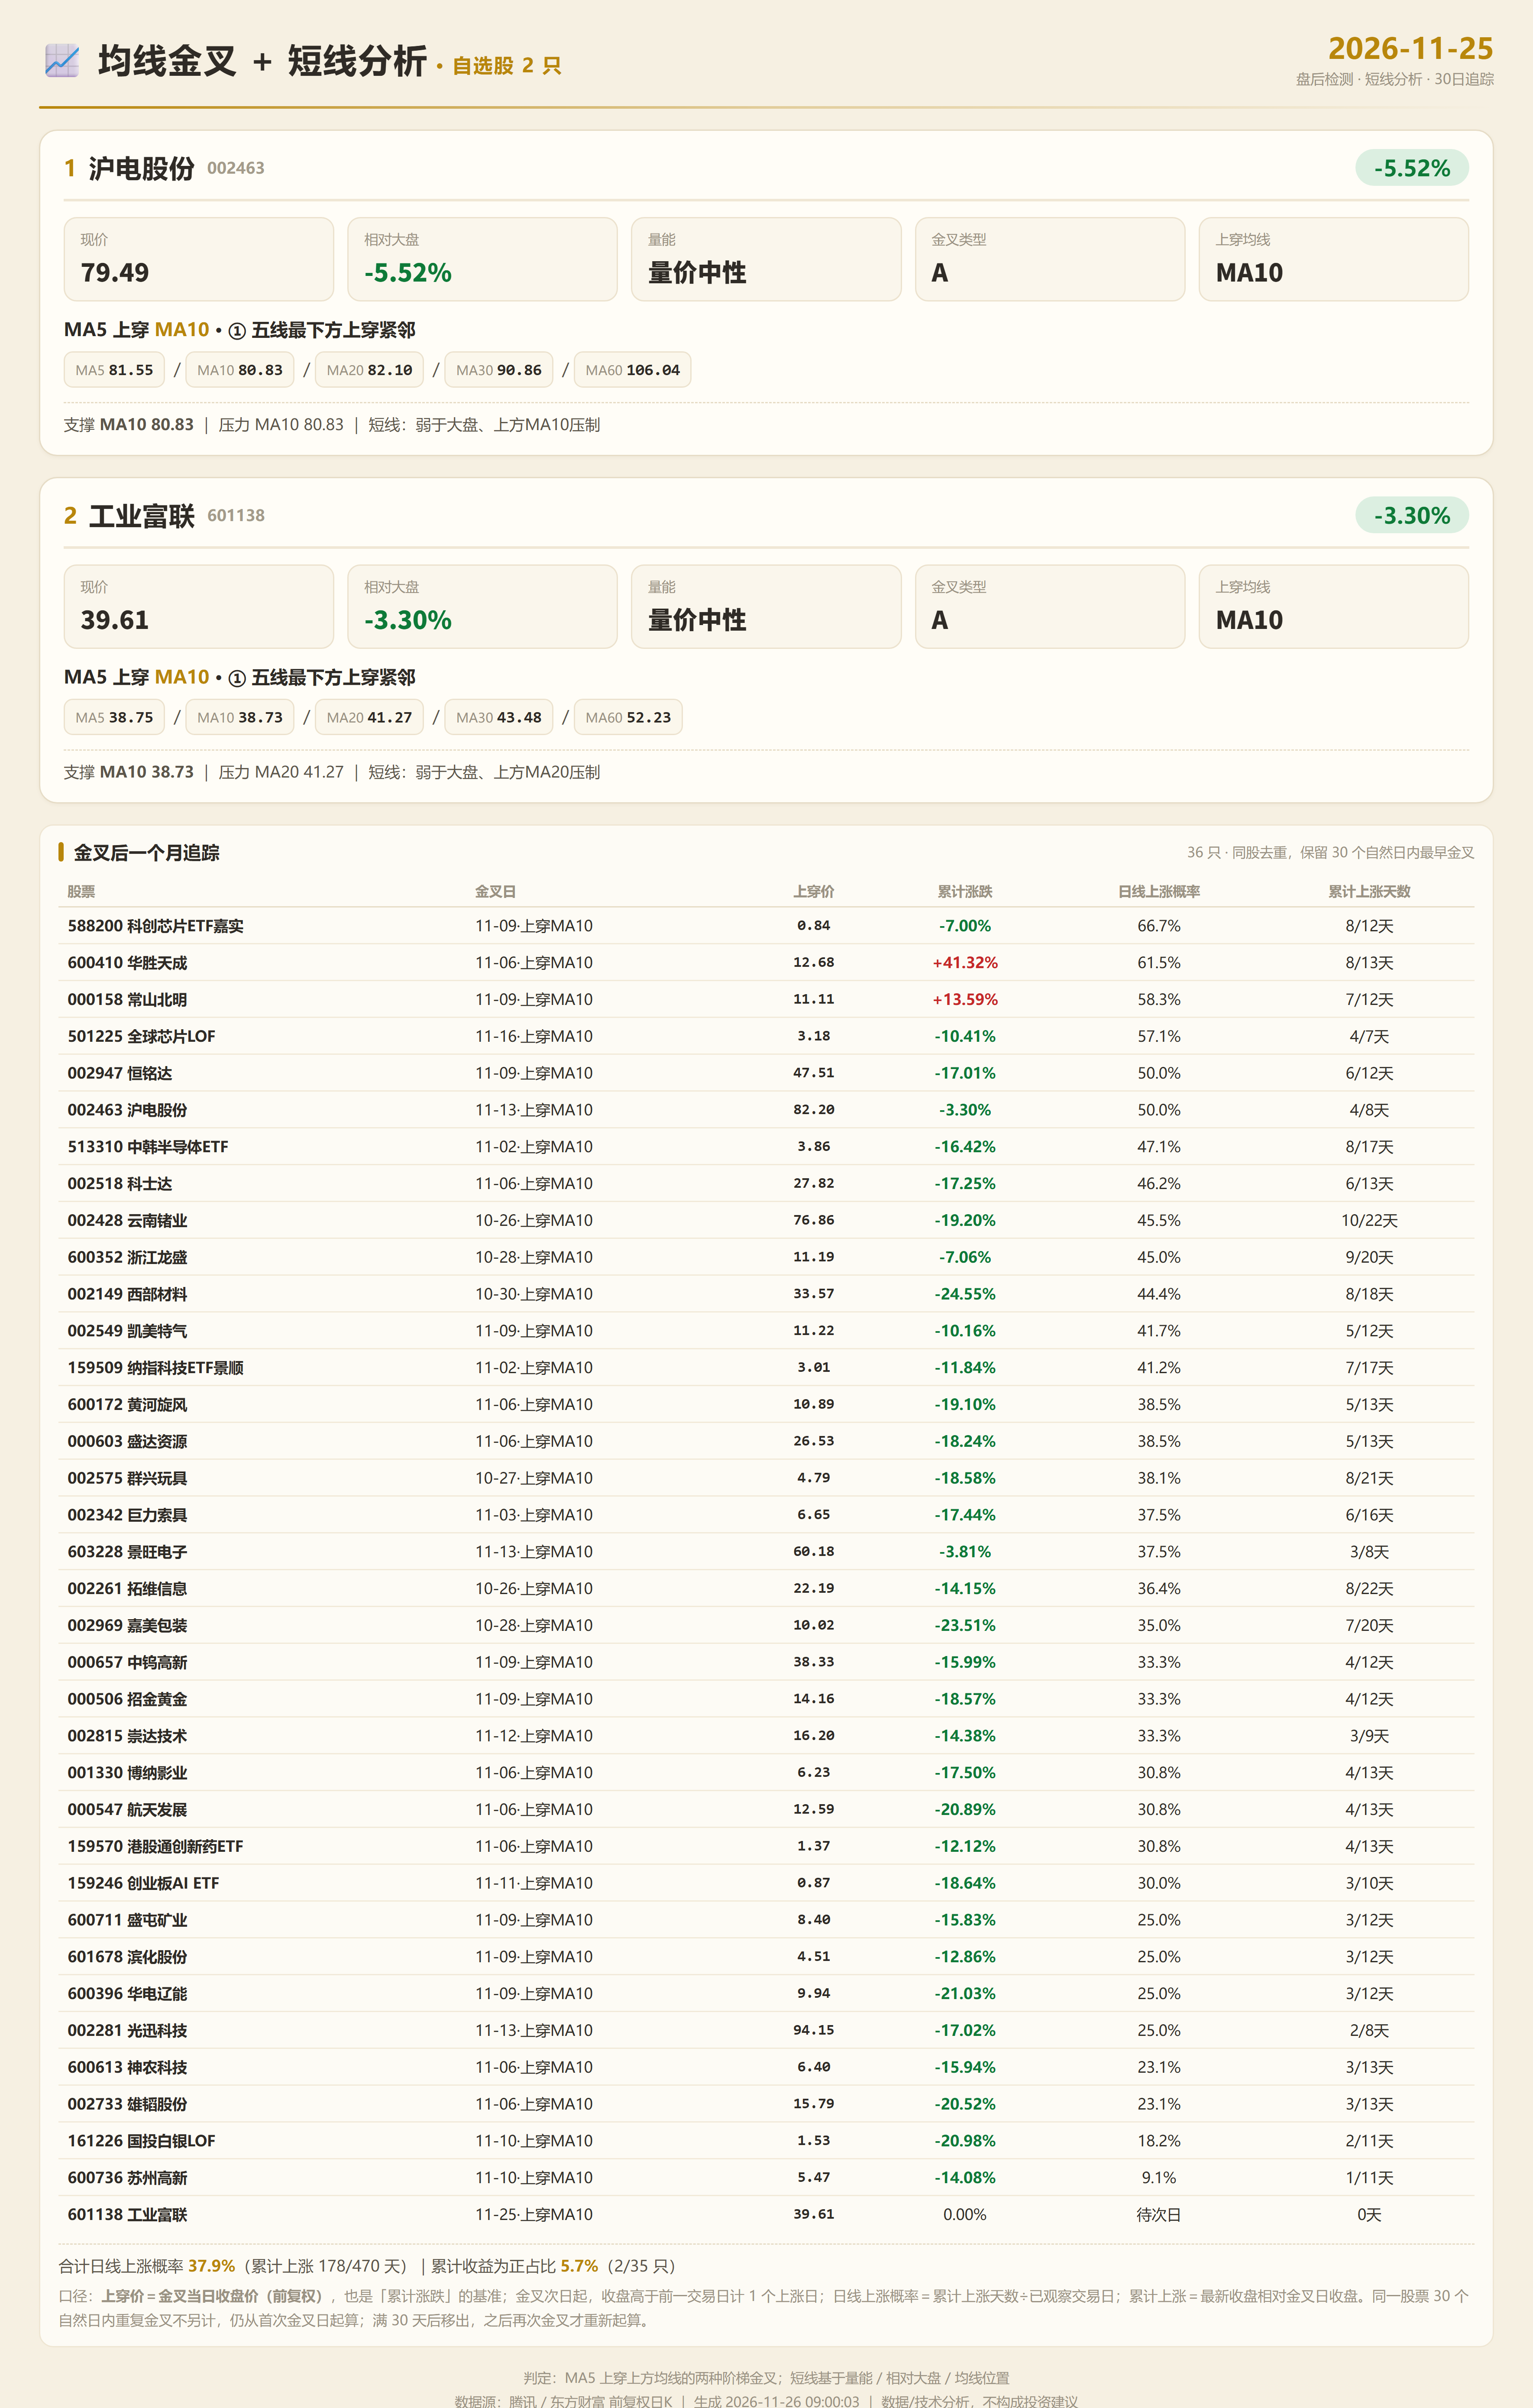 均线金叉 + 短线分析 · 自选股 2 只
2026-11-25
盘后检测 · 短线分析 · 30日追踪
1 沪电股份 002463 -5.52%
现价 相对大盘 量能 金叉类型 上穿均线
79.49 -5.52% 量价中性 A MA10
MA5 上穿 MA10 · ① 五线最下方上穿紧邻
MA5 81.55 / MA10 80.83 / MA20 82.10 / MA30 90.86 / MA60 106.04
支撑 MA10 80.83 | 压力 MA10 80.83 | 短线：弱于大盘、上方MA10压制
2 工业富联 601138 -3.30%
现价 相对大盘 量能 金叉类型 上穿均线
39.61 -3.30% 量价中性 A MA10
MA5 上穿 MA10 · ① 五线最下方上穿紧邻
MA5 38.75 / MA10 38.73 / MA20 41.27 / MA30 43.48 / MA60 52.23
支撑 MA10 38.73 | 压力 MA20 41.27 | 短线：弱于大盘、上方MA20压制
金叉后一个月追踪 36 只 · 同股去重，保留 30 个自然日内最早金叉
股票 金叉日 上穿价 累计涨跌 日线上涨概率 累计上涨天数
588200 科创芯片ETF嘉实 11-09·上穿MA10 0.84 -7.00% 66.7% 8/12天
600410 华胜天成 11-06·上穿MA10 12.68 +41.32% 61.5% 8/13天
000158 常山北明 11-09·上穿MA10 11.11 +13.59% 58.3% 7/12天
501225 全球芯片LOF 11-16·上穿MA10 3.18 -10.41% 57.1% 4/7天
002947 恒铭达 11-09·上穿MA10 47.51 -17.01% 50.0% 6/12天
002463 沪电股份 11-13·上穿MA10 82.20 -3.30% 50.0% 4/8天
513310 中韩半导体ETF 11-02·上穿MA10 3.86 -16.42% 47.1% 8/17天
002518 科士达 11-06·上穿MA10 27.82 -17.25% 46.2% 6/13天
002428 云南锗业 10-26·上穿MA10 76.86 -19.20% 45.5% 10/22天
600352 浙江龙盛 10-28·上穿MA10 11.19 -7.06% 45.0% 9/20天
002149 西部材料 10-30·上穿MA10 33.57 -24.55% 44.4% 8/18天
002549 凯美特气 11-09·上穿MA10 11.22 -10.16% 41.7% 5/12天
159509 纳指科技ETF景顺 11-02·上穿MA10 3.01 -11.84% 41.2% 7/17天
600172 黄河旋风 11-06·上穿MA10 10.89 -19.10% 38.5% 5/13天
000603 盛达资源 11-06·上穿MA10 26.53 -18.24% 38.5% 5/13天
002575 群兴玩具 10-27·上穿MA10 4.79 -18.58% 38.1% 8/21天
002342 巨力索具 11-03·上穿MA10 6.65 -17.44% 37.5% 6/16天
603228 景旺电子 11-13·上穿MA10 60.18 -3.81% 37.5% 3/8天
002261 拓维信息 10-26·上穿MA10 22.19 -14.15% 36.4% 8/22天
002969 嘉美包装 10-28·上穿MA10 10.02 -23.51% 35.0% 7/20天
000657 中钨高新 11-09·上穿MA10 38.33 -15.99% 33.3% 4/12天
000506 招金黄金 11-09·上穿MA10 14.16 -18.57% 33.3% 4/12天
002815 崇达技术 11-12·上穿MA10 16.20 -14.38% 33.3% 3/9天
001330 博纳影业 11-06·上穿MA10 6.23 -17.50% 30.8% 4/13天
000547 航天发展 11-06·上穿MA10 12.59 -20.89% 30.8% 4/13天
159570 港股通创新药ETF 11-06·上穿MA10 1.37 -12.12% 30.8% 4/13天
159246 创业板AI ETF 11-11·上穿MA10 0.87 -18.64% 30.0% 3/10天
600711 盛屯矿业 11-09·上穿MA10 8.40 -15.83% 25.0% 3/12天
601678 滨化股份 11-09·上穿MA10 4.51 -12.86% 25.0% 3/12天
600396 华电辽能 11-09·上穿MA10 9.94 -21.03% 25.0% 3/12天
002281 光迅科技 11-13·上穿MA10 94.15 -17.02% 25.0% 2/8天
600613 神农科技 11-06·上穿MA10 6.40 -15.94% 23.1% 3/13天
002733 雄韬股份 11-06·上穿MA10 15.79 -20.52% 23.1% 3/13天
161226 国投白银LOF 11-10·上穿MA10 1.53 -20.98% 18.2% 2/11天
600736 苏州高新 11-10·上穿MA10 5.47 -14.08% 9.1% 1/11天
601138 工业富联 11-25·上穿MA10 39.61 0.00% 待次日 0天
合计日线上涨概率 37.9%（累计上涨 178/470 天） | 累计收益为正占比 5.7%（2/35 只）
口径：上穿价＝金叉当日收盘价（前复权），也是「累计涨跌」的基准；金叉次日起，收盘高于前一交易日计 1 个上涨日；日线上涨概率＝累计上涨天数÷已观察交易日；累计上涨＝最新收盘相对金叉日收盘。同一股票 30 个
自然日内重复金叉不另计，仍从首次金叉日起算；满 30 天后移出，之后再次金叉才重新起算。
判定：MA5 上穿上方均线的两种阶梯金叉；短线基于量能 / 相对大盘 / 均线位置
数据源：腾讯 / 东方财富 前复权日K | 生成 2026-11-26 09:00:03 | 数据/技术分析，不构成投资建议